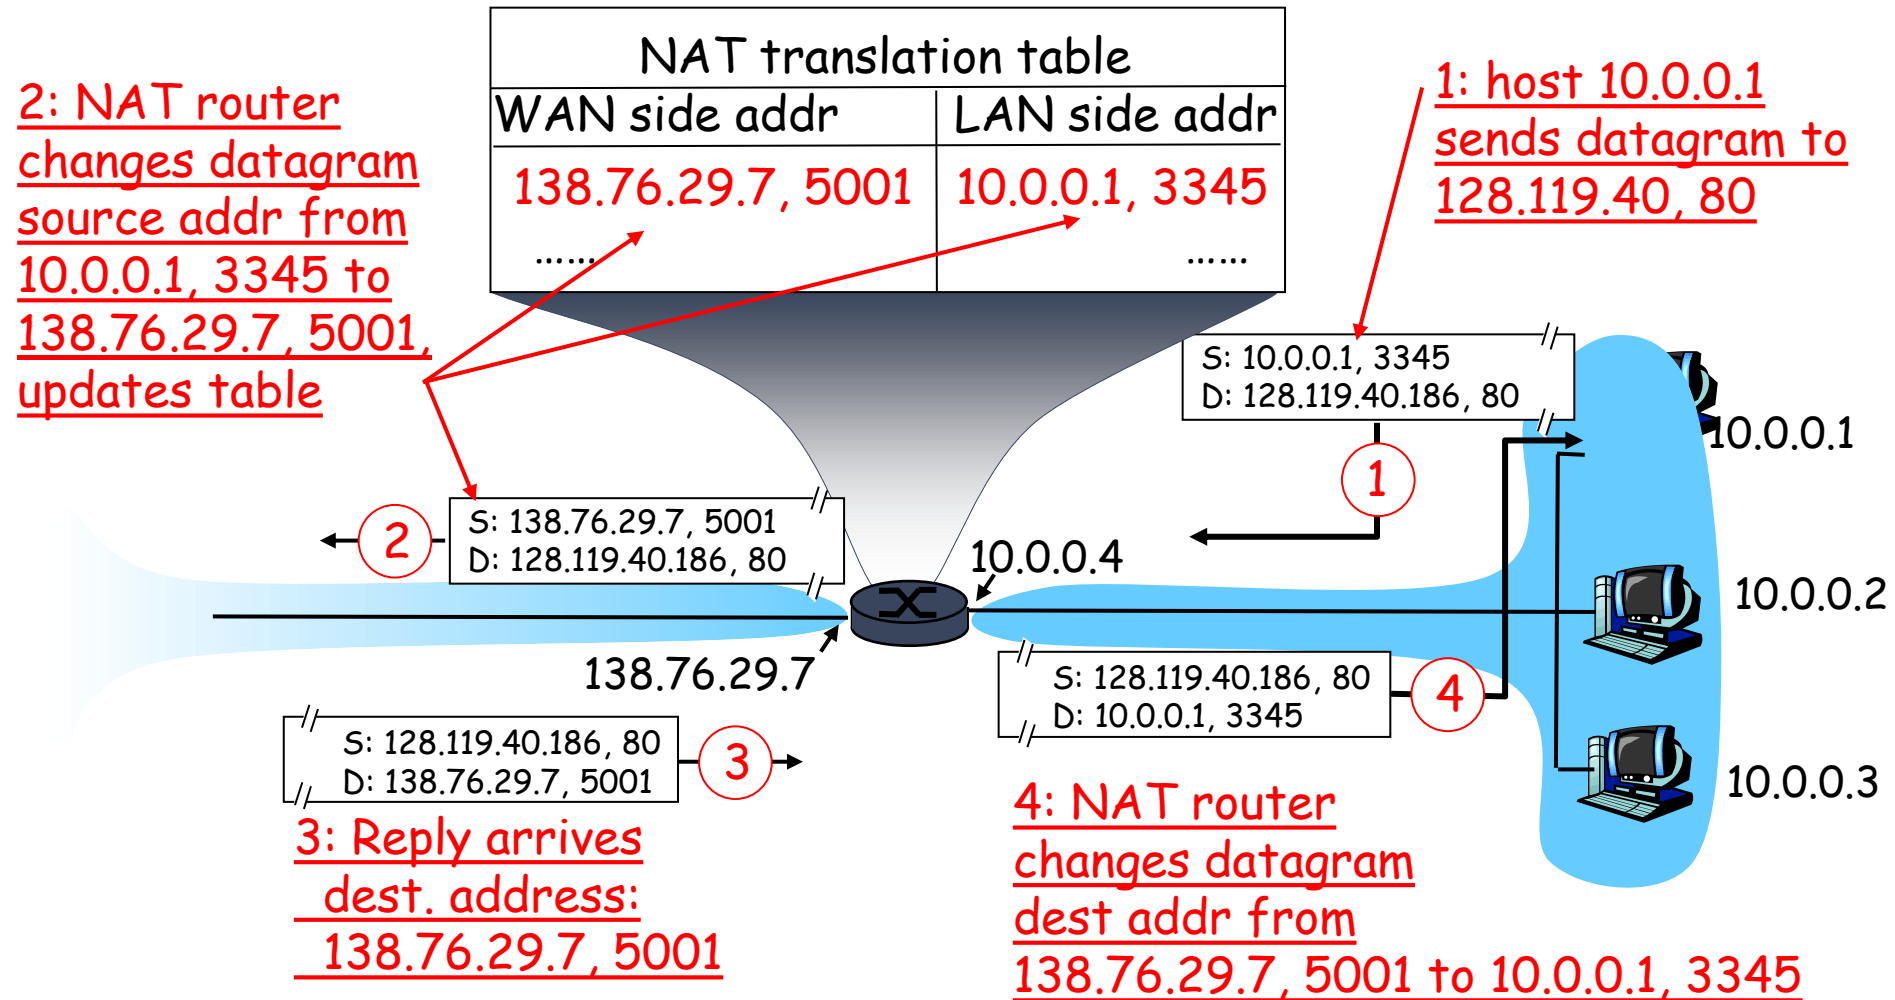 NAT translation table
WAN side addr LAN side addr
138.76.29.7, 5001 10.0.0.1, 3345
...... ......
2: NAT router
changes datagram
source addr from
10.0.0.1, 3345 to
138.76.29.7, 5001,
updates table
1: host 10.0.0.1
sends datagram to
128.119.40, 80
S: 10.0.0.1, 3345
D: 128.119.40.186, 80
10.0.0.1
1
2
S: 138.76.29.7, 5001
D: 128.119.40.186, 80
10.0.0.4
10.0.0.2
138.76.29.7
S: 128.119.40.186, 80
D: 10.0.0.1, 3345
4
S: 128.119.40.186, 80
D: 138.76.29.7, 5001
3
10.0.0.3
3: Reply arrives
dest. address:
138.76.29.7, 5001
4: NAT router
changes datagram
dest addr from
138.76.29.7, 5001 to 10.0.0.1, 3345